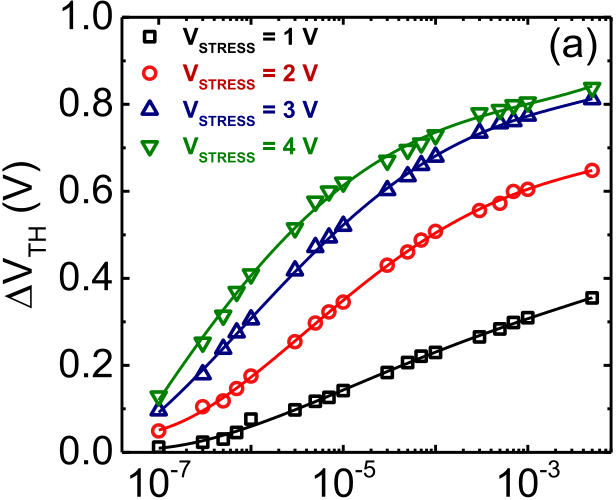 1.0
(a)
V_STRESS = 1 V
V_STRESS = 2 V
0.8
V_STRESS = 3 V
V_STRESS = 4 V
0.6
ΔV_TH (V)
0.4
0.2
0.0
10^-7 10^-5 10^-3